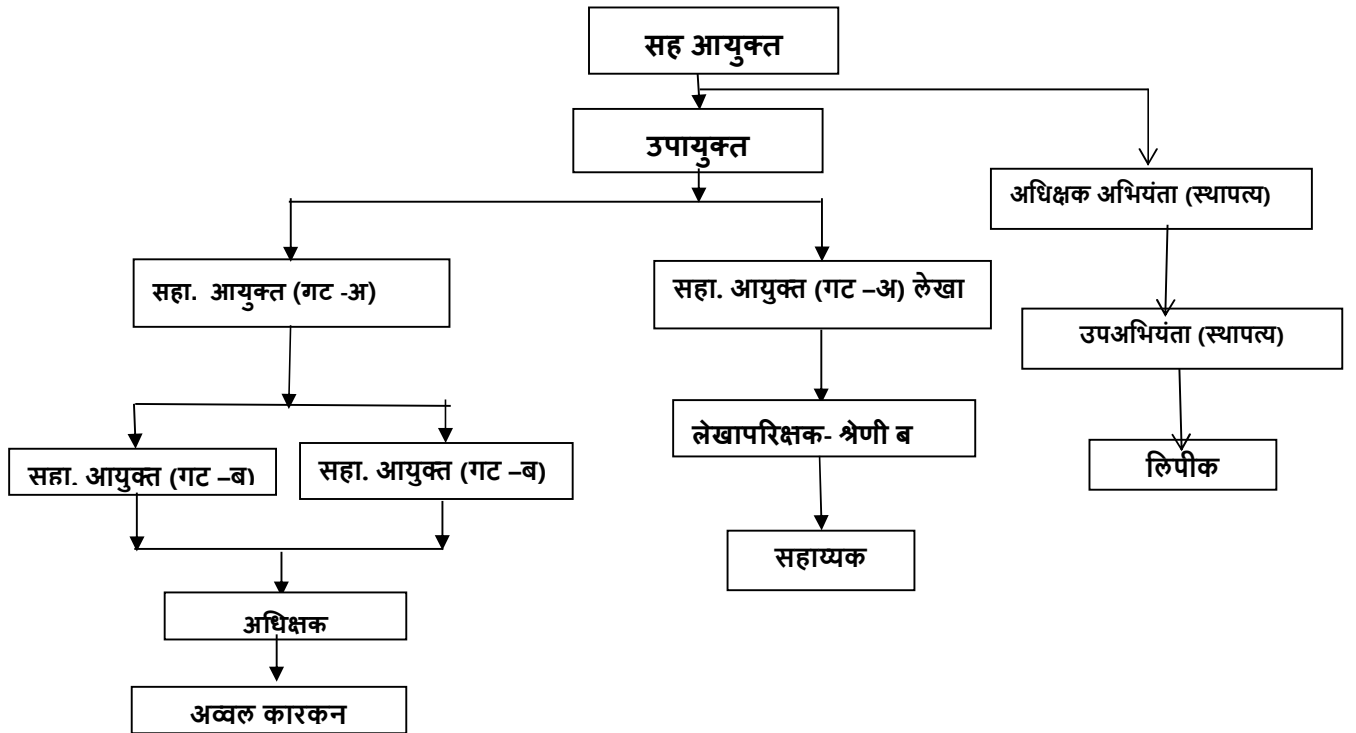 सह आयुक्त
उपायुक्त
अधिक्षक अभियंता (स्थापत्य)
सहा. आयुक्त (गट -अ)
सहा. आयुक्त (गट –अ) लेखा
उपअभियंता (स्थापत्य)
सहा. आयुक्त (गट –ब)
सहा. आयुक्त (गट –ब)
लेखापरिक्षक- श्रेणी ब
लिपीक
सहाय्यक
अधिक्षक
अव्वल कारकन